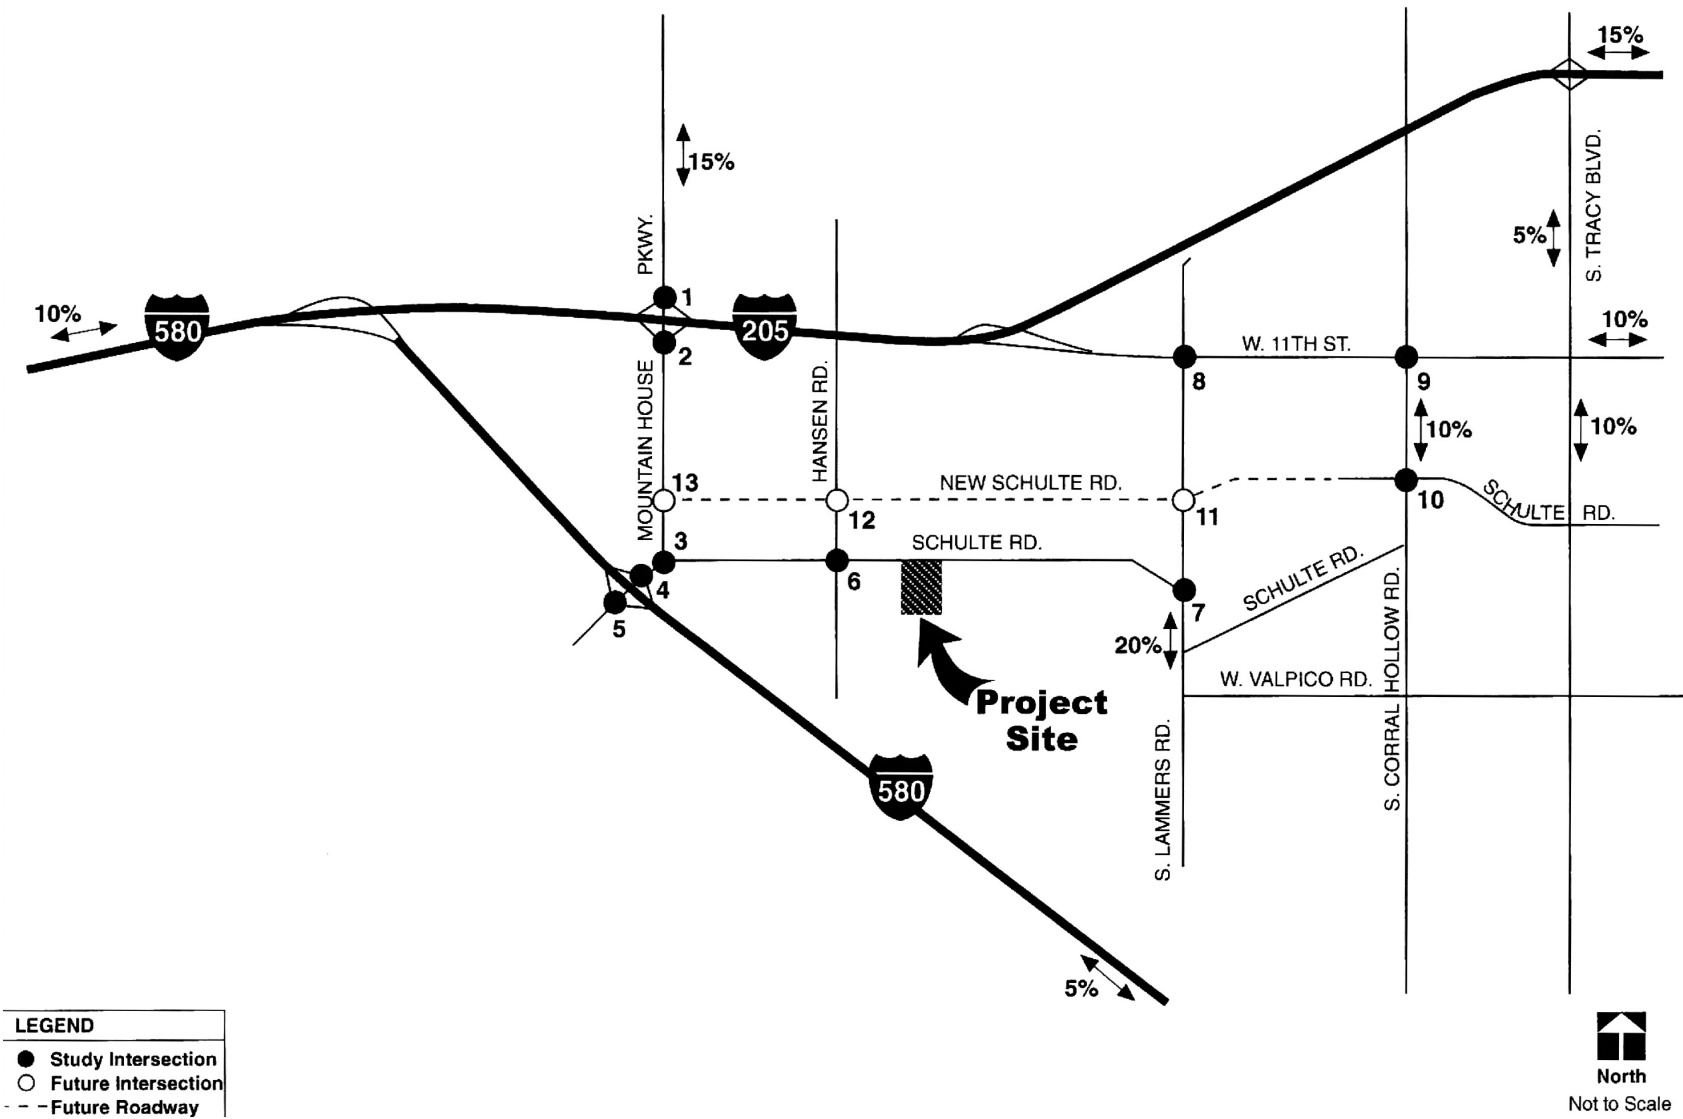 15%
15%
S. TRACY BLVD.
5%
PKWY.
1
10%
580
205
10%
2
W. 11TH ST.
8
9
MOUNTAIN HOUSE
HANSEN RD.
10%
10%
13
NEW SCHULTE RD.
12
11
10
SCHULTE RD.
3
SCHULTE RD.
6
4
5
7
SCHULTE RD.
20%
W. VALPICO RD.
S. CORRAL HOLLOW RD.
Project
Site
S. LAMMERS RD.
580
5%
LEGEND
Study Intersection
Future Intersection
Future Roadway
North
Not to Scale